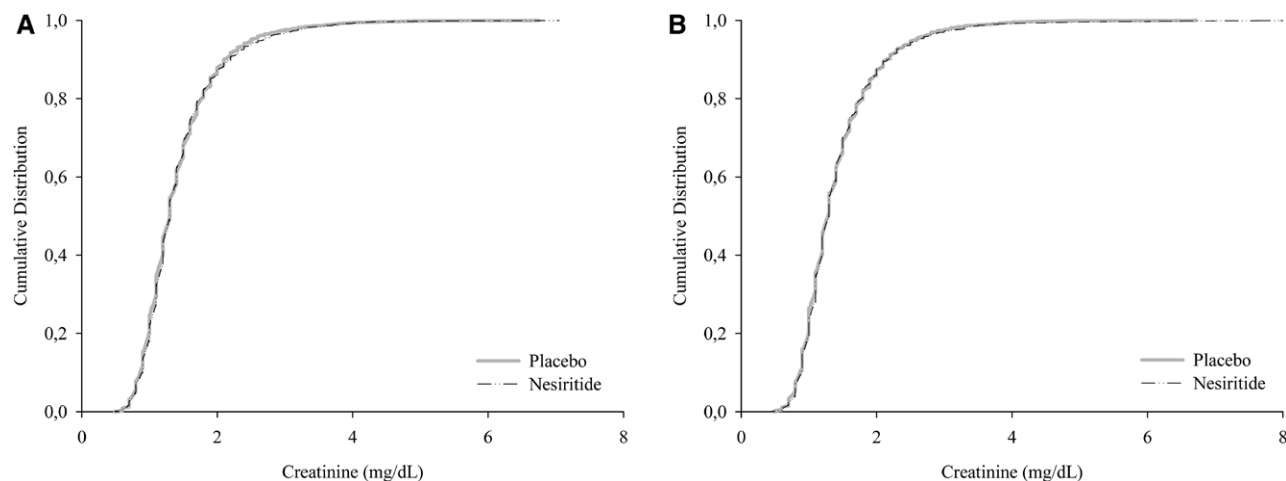 A
1,0
0,8
0,6
0,4
0,2
0,0
Cumulative Distribution
Placebo
Nesiritide
0
2
4
6
8
Creatinine (mg/dL)
B
1,0
0,8
0,6
0,4
0,2
0,0
Cumulative Distribution
Placebo
Nesiritide
0
2
4
6
8
Creatinine (mg/dL)